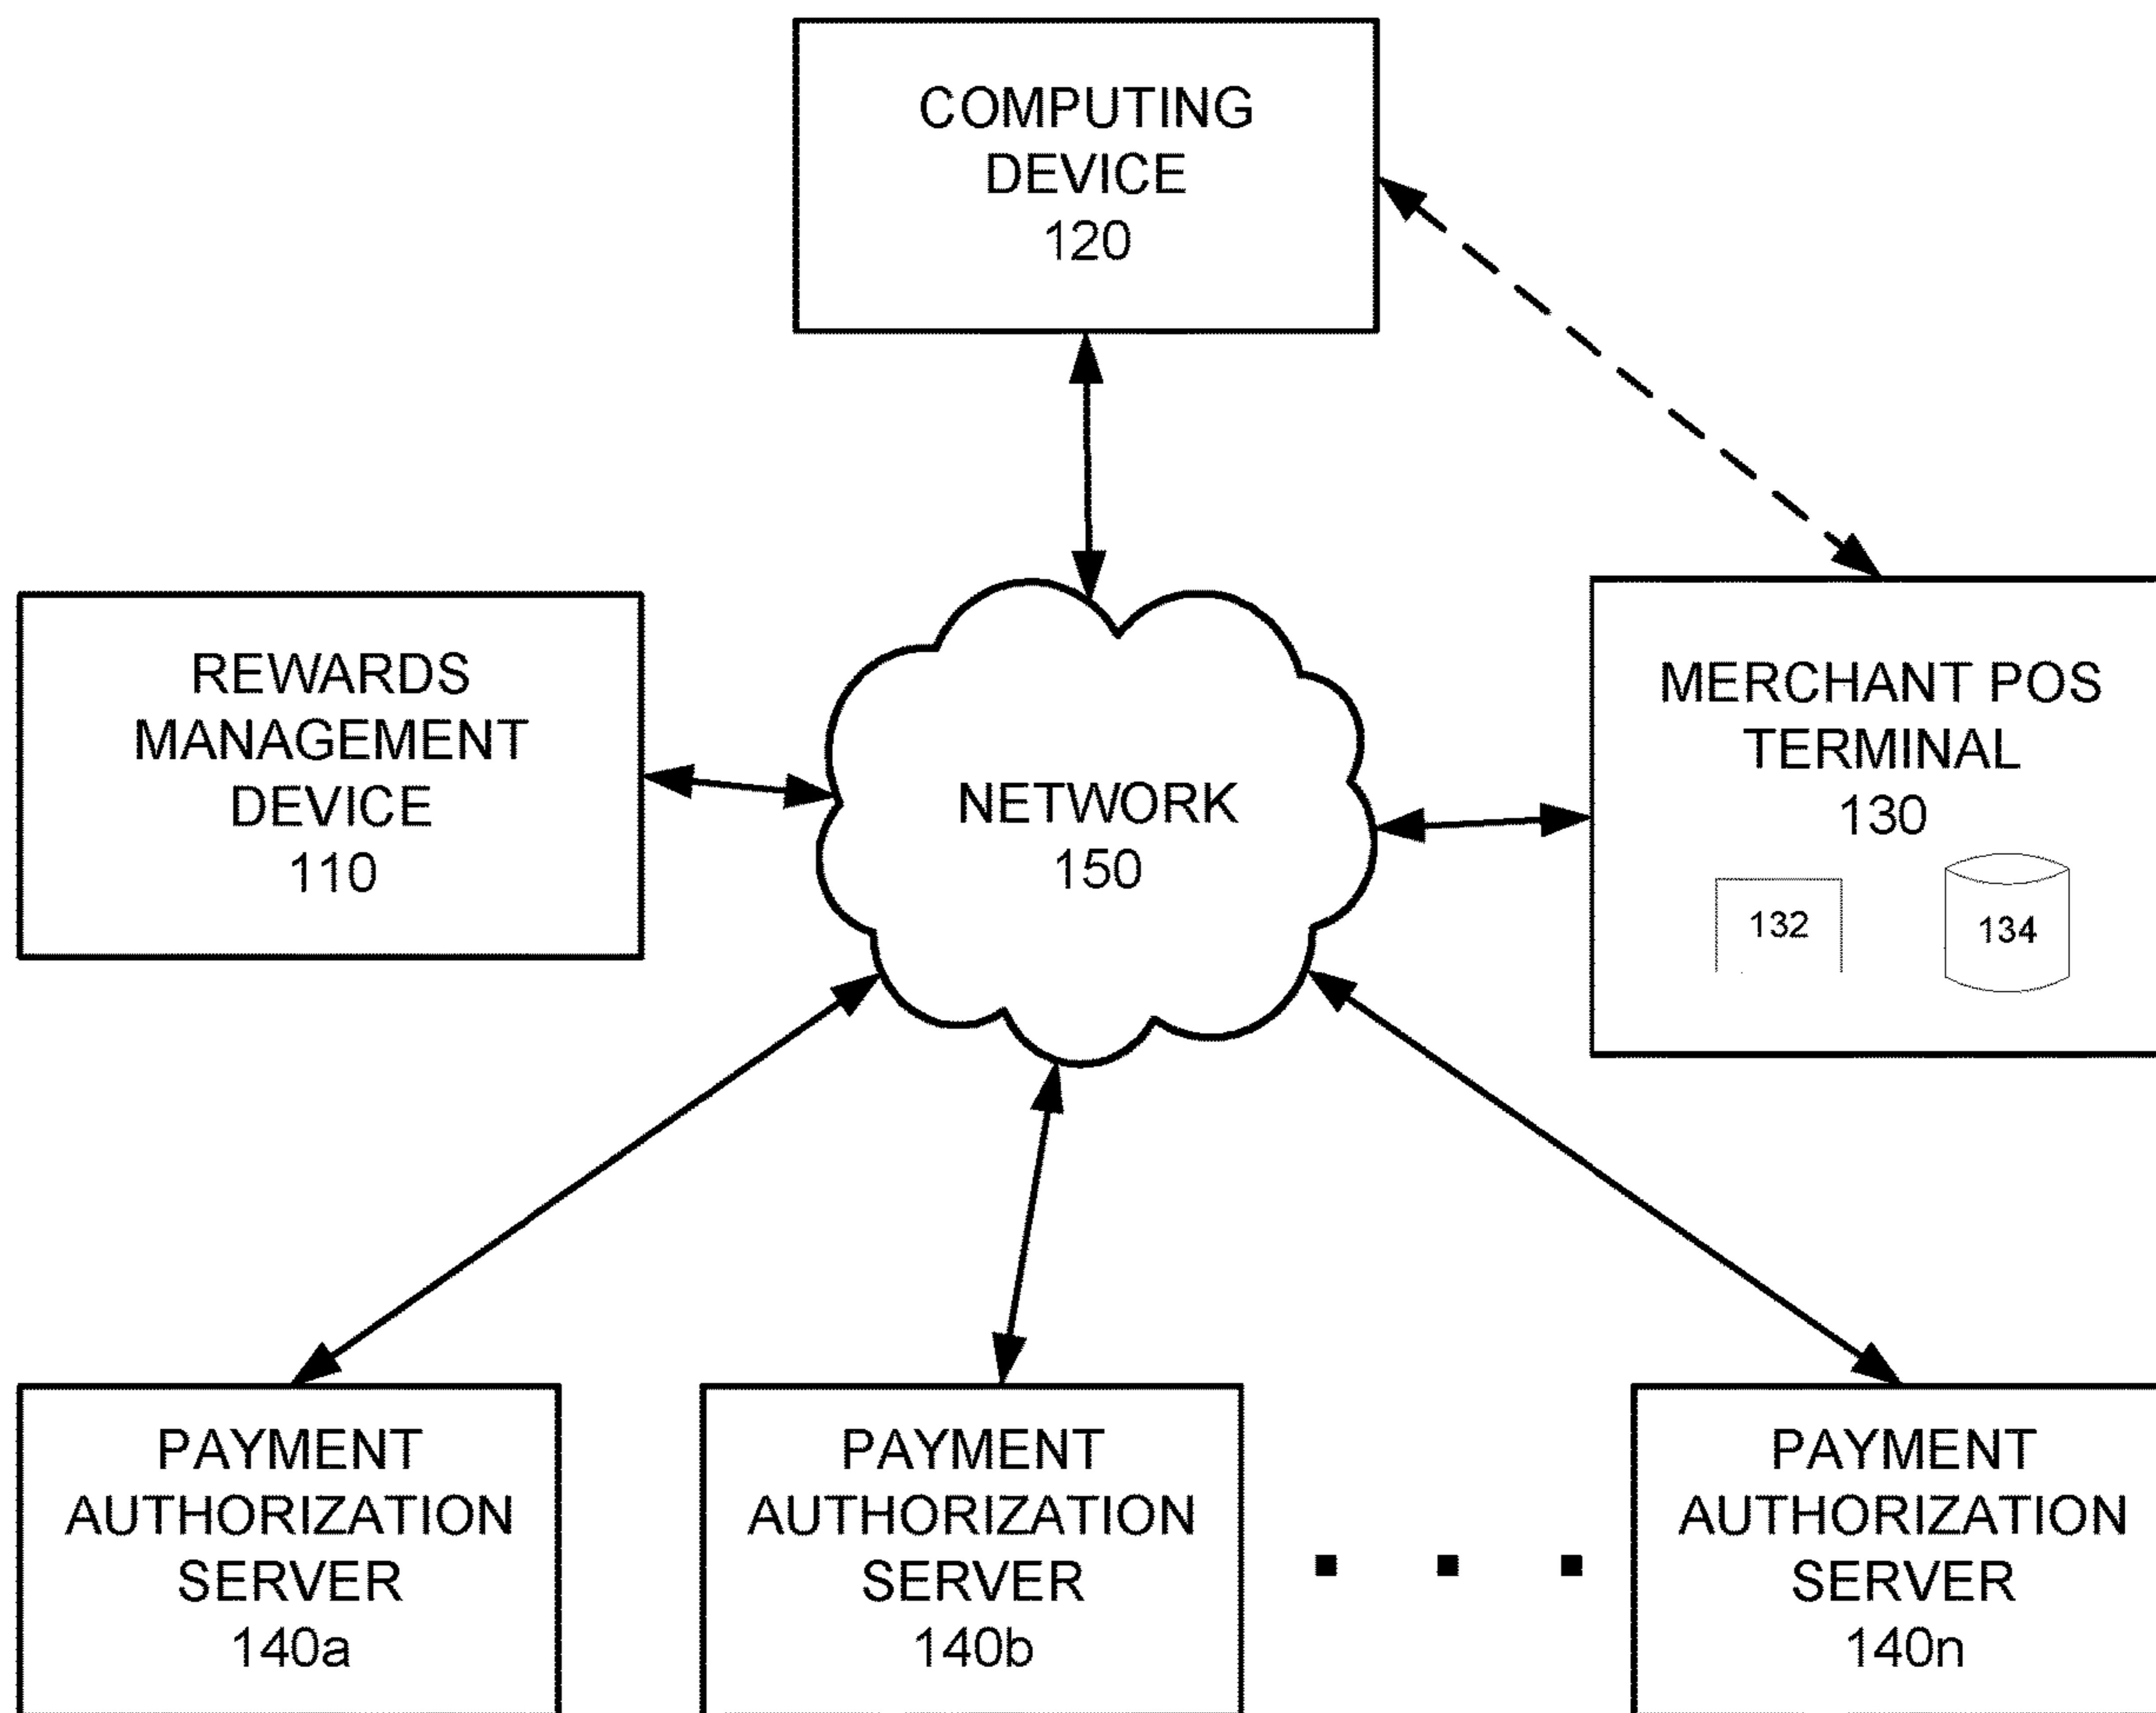 COMPUTING
DEVICE
120
REWARDS
MANAGEMENT
DEVICE
110
NETWORK
150
MERCHANT POS
TERMINAL
130
132
134
PAYMENT
AUTHORIZATION
SERVER
140a
PAYMENT
AUTHORIZATION
SERVER
140b
PAYMENT
AUTHORIZATION
SERVER
140n